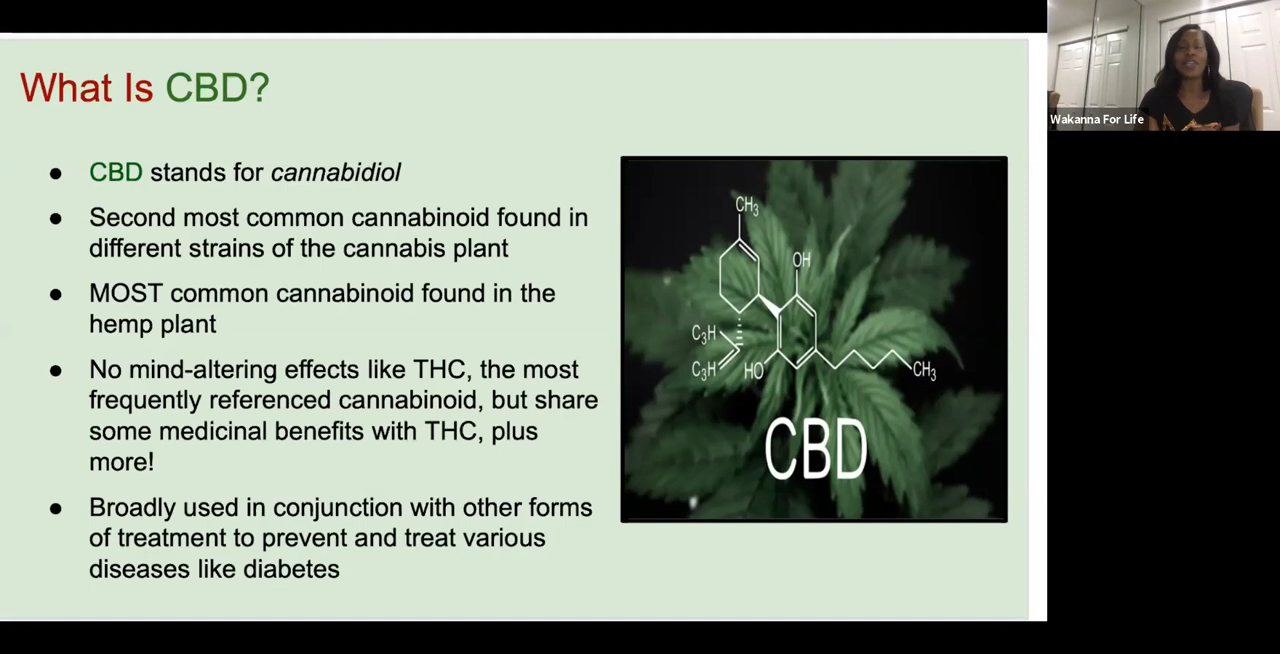 What Is CBD?
● CBD stands for cannabidiol
● Second most common cannabinoid found in
different strains of the cannabis plant
● MOST common cannabinoid found in the
hemp plant
● No mind-altering effects like THC, the most
frequently referenced cannabinoid, but share
some medicinal benefits with THC, plus
more!
● Broadly used in conjunction with other forms
of treatment to prevent and treat various
diseases like diabetes
CH₃
OH
C₃H
C₃H
HO
CH₃
CBD
Wakanna For Life